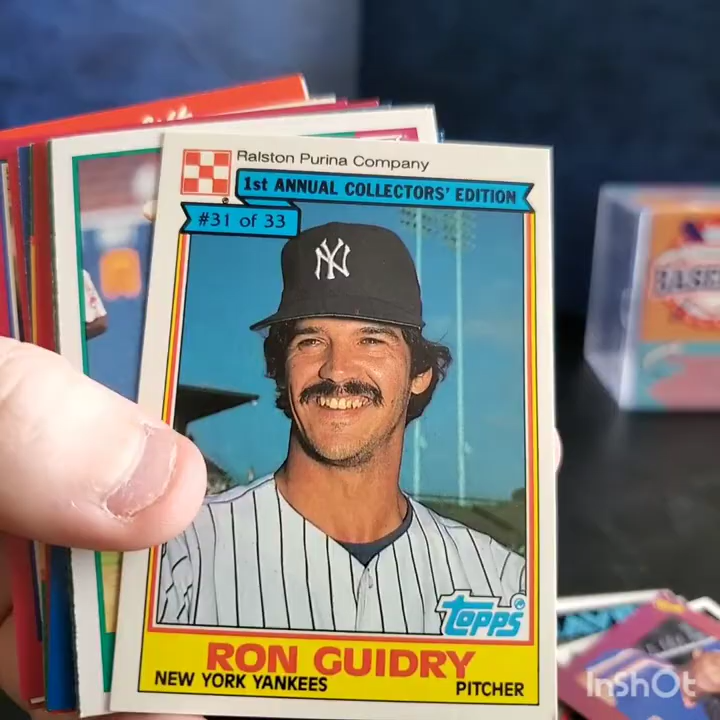 Ralston Purina Company
1st ANNUAL COLLECTORS' EDITION
#31 of 33
NY
topps
RON GUIDRY
NEW YORK YANKEES
PITCHER
InshOt